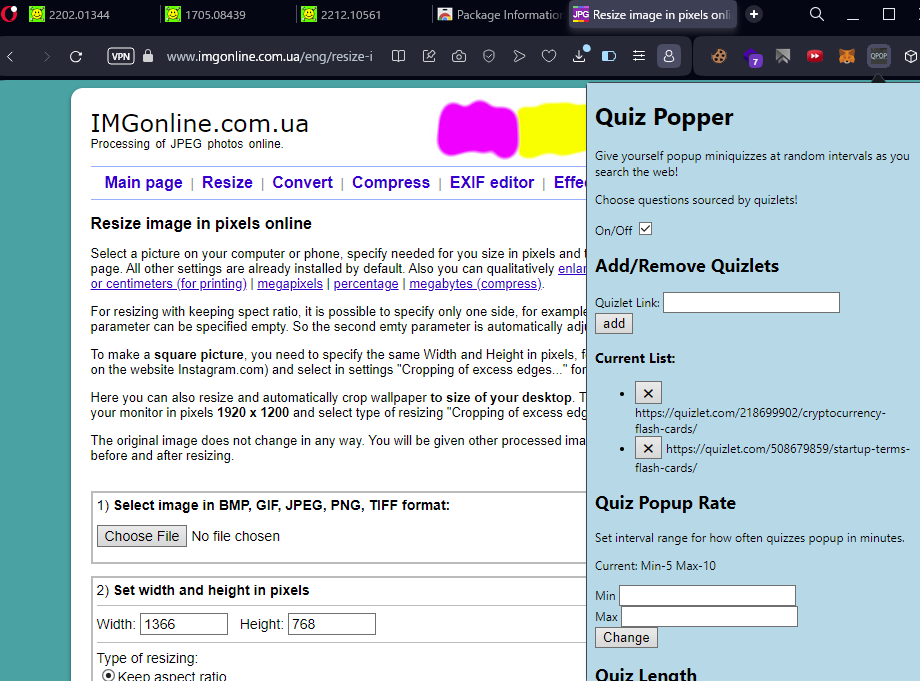 2202.01344
1705.08439
2212.10561
Package Information
Resize image in pixels onli
VPN
www.imgonline.com.ua/eng/resize-i
7
QPOP
IMGonline.com.ua
Processing of JPEG photos online.
Main page | Resize | Convert | Compress | EXIF editor | Effe
Resize image in pixels online
Select a picture on your computer or phone, specify needed for you size in pixels and t
page. All other settings are already installed by default. Also you can qualitatively enlar
or centimeters (for printing) | megapixels | percentage | megabytes (compress).
For resizing with keeping spect ratio, it is possible to specify only one side, for example
parameter can be specified empty. So the second emty parameter is automatically adju
To make a square picture, you need to specify the same Width and Height in pixels, f
on the website Instagram.com) and select in settings "Cropping of excess edges..." for
Here you can also resize and automatically crop wallpaper to size of your desktop. T
your monitor in pixels 1920 x 1200 and select type of resizing "Cropping of excess edg
The original image does not change in any way. You will be given other processed ima
before and after resizing.
1) Select image in BMP, GIF, JPEG, PNG, TIFF format:
Choose File No file chosen
2) Set width and height in pixels
Width: 1366 Height: 768
Type of resizing:
Keep aspect ratio
Quiz Popper
Give yourself popup miniquizzes at random intervals as you
search the web!
Choose questions sourced by quizlets!
On/Off
Add/Remove Quizlets
Quizlet Link:
add
Current List:
https://quizlet.com/218699902/cryptocurrency-
flash-cards/
https://quizlet.com/508679859/startup-terms-
flash-cards/
Quiz Popup Rate
Set interval range for how often quizzes popup in minutes.
Current: Min-5 Max-10
Min
Max
Change
Quiz Length